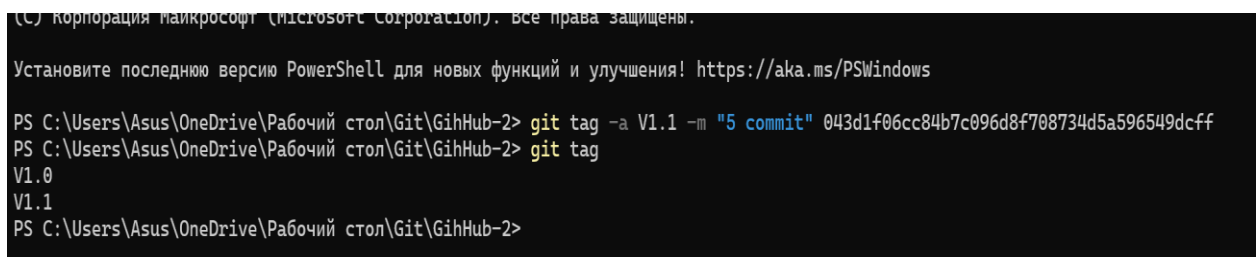 (C) Корпорация Майкрософт (Microsoft Corporation). Все права защищены.
Установите последнюю версию PowerShell для новых функций и улучшения! https://aka.ms/PSWindows
PS C:\Users\Asus\OneDrive\Рабочий стол\Git\GihHub-2> git tag -a V1.1 -m "5 commit" 043d1f06cc84b7c096d8f708734d5a596549dcff
PS C:\Users\Asus\OneDrive\Рабочий стол\Git\GihHub-2> git tag
V1.0
V1.1
PS C:\Users\Asus\OneDrive\Рабочий стол\Git\GihHub-2>